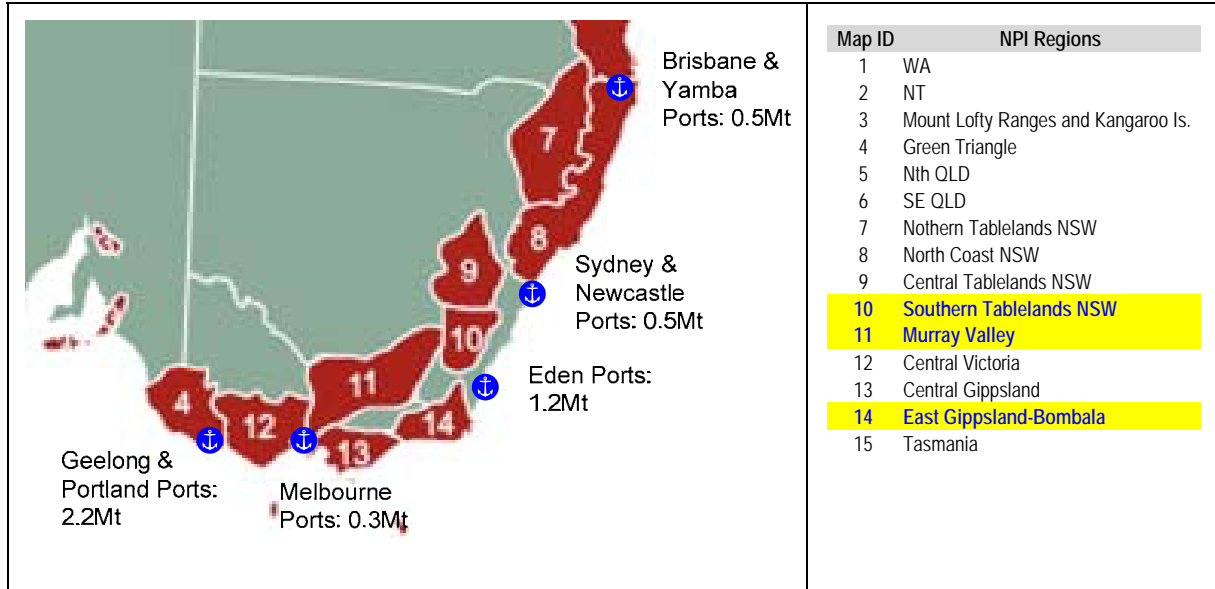 Brisbane &
Yamba
Ports: 0.5Mt
7
8
Sydney &
Newcastle
Ports: 0.5Mt
9
10
Eden Ports:
1.2Mt
11
4
12
14
13
Geelong &
Portland Ports:
2.2Mt
Melbourne
Ports: 0.3Mt
Map ID NPI Regions
1 WA
2 NT
3 Mount Lofty Ranges and Kangaroo Is.
4 Green Triangle
5 Nth QLD
6 SE QLD
7 Nothern Tablelands NSW
8 North Coast NSW
9 Central Tablelands NSW
10 Southern Tablelands NSW
11 Murray Valley
12 Central Victoria
13 Central Gippsland
14 East Gippsland-Bombala
15 Tasmania